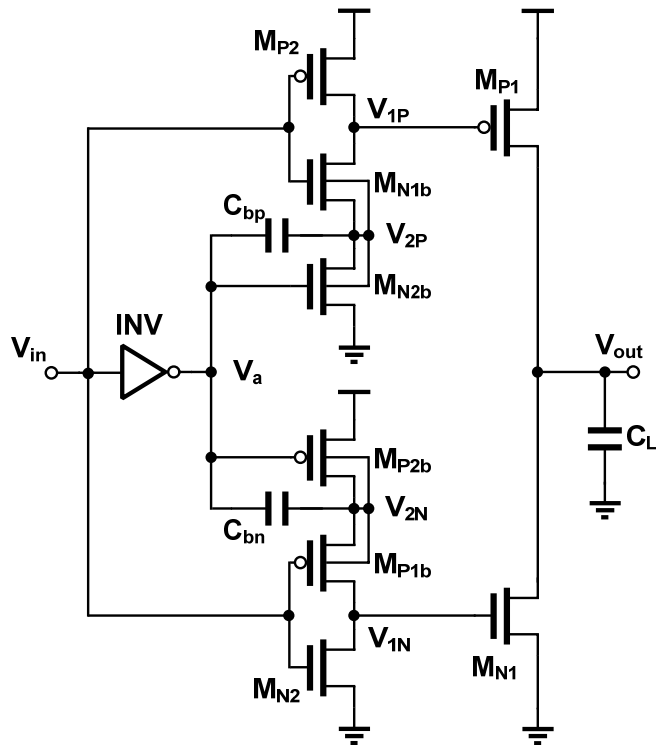 MP2
MP1
V1P
MN1b
Cbp
V2P
MN2b
INV
Vin
Va
Vout
CL
MP2b
V2N
Cbn
MP1b
V1N
MN2
MN1